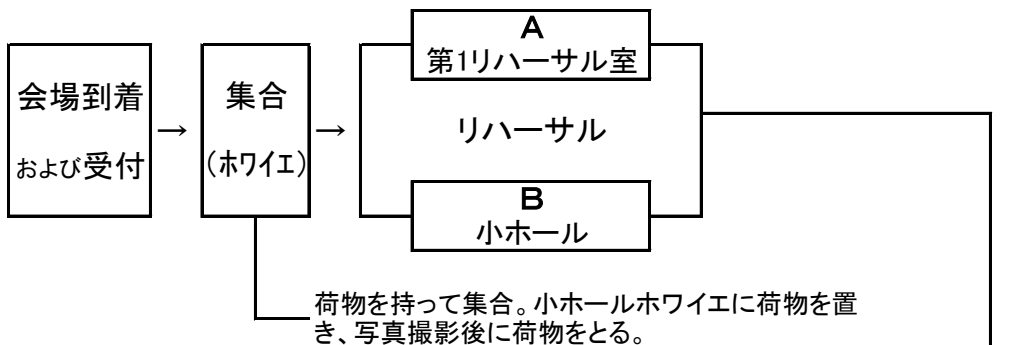 会場到着
および受付
→
集合
(ホワイエ)
→
A
第1リハーサル室
リハーサル
B
小ホール
荷物を持って集合。小ホールホワイエに荷物を置
き、写真撮影後に荷物をとる。